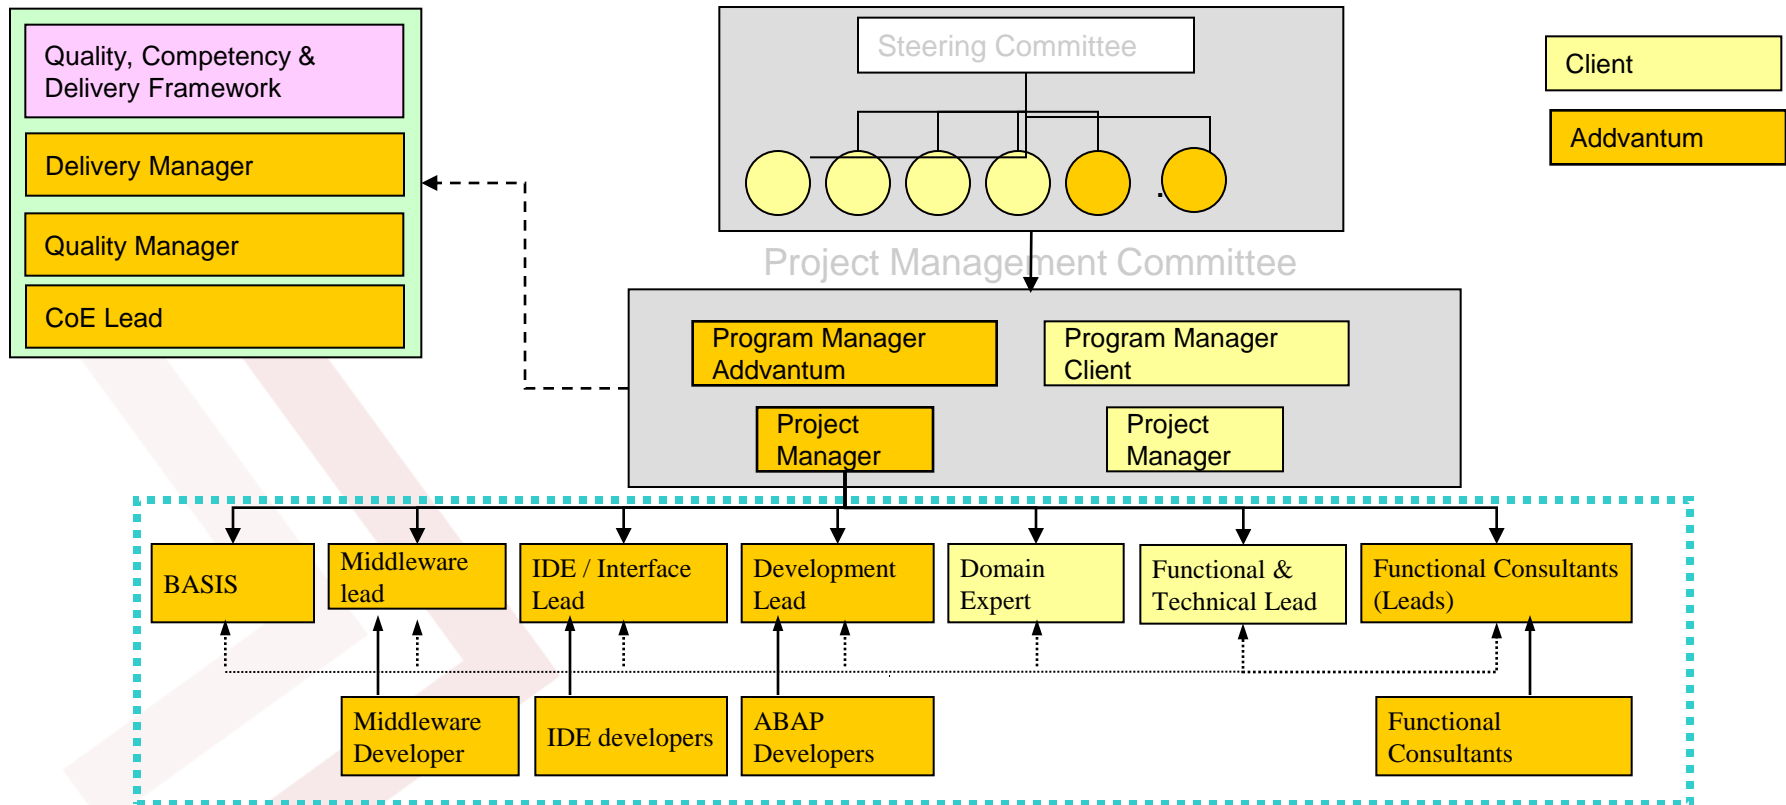 Quality, Competency &
Delivery Framework
Delivery Manager
Quality Manager
CoE Lead
Steering Committee
.
Client
Addvantum
Project Management Committee
Program Manager
Addvantum
Program Manager
Client
Project
Manager
Project
Manager
BASIS
Middleware
lead
IDE / Interface
Lead
Development
Lead
Domain
Expert
Functional &
Technical Lead
Functional Consultants
(Leads)
Middleware
Developer
IDE developers
ABAP
Developers
Functional
Consultants